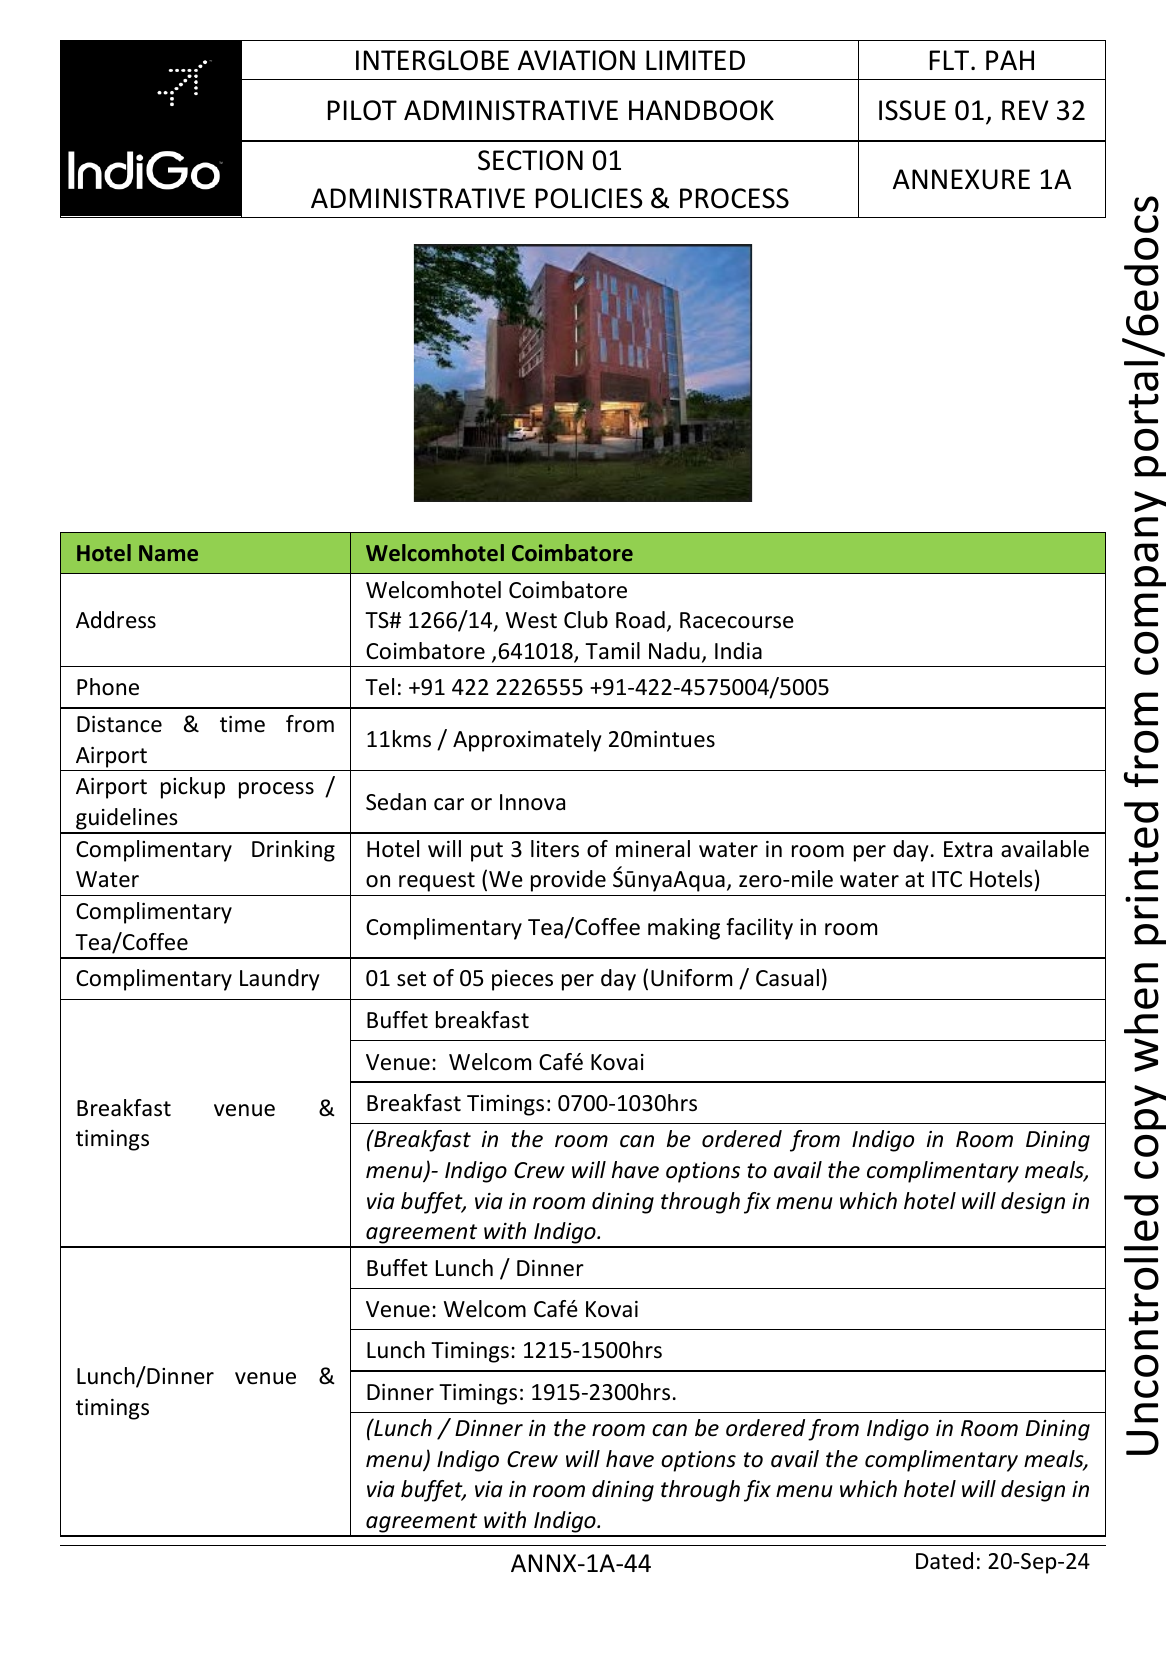 IndiGo
INTERGLOBE AVIATION LIMITED
FLT. PAH
PILOT ADMINISTRATIVE HANDBOOK
ISSUE 01, REV 32
SECTION 01
ADMINISTRATIVE POLICIES & PROCESS
ANNEXURE 1A
Hotel Name
Welcomhotel Coimbatore
Address
Welcomhotel Coimbatore
TS# 1266/14, West Club Road, Racecourse
Coimbatore ,641018, Tamil Nadu, India
Phone
Tel: +91 422 2226555 +91-422-4575004/5005
Distance & time from
Airport
11kms / Approximately 20mintues
Airport pickup process /
guidelines
Sedan car or Innova
Complimentary Drinking
Water
Hotel will put 3 liters of mineral water in room per day. Extra available
on request (We provide ŚūnyaAqua, zero-mile water at ITC Hotels)
Complimentary
Tea/Coffee
Complimentary Tea/Coffee making facility in room
Complimentary Laundry
01 set of 05 pieces per day (Uniform / Casual)
Breakfast venue &
timings
Buffet breakfast
Venue:  Welcom Café Kovai
Breakfast Timings: 0700-1030hrs
(Breakfast in the room can be ordered from Indigo in Room Dining
menu)- Indigo Crew will have options to avail the complimentary meals,
via buffet, via in room dining through fix menu which hotel will design in
agreement with Indigo.
Lunch/Dinner venue &
timings
Buffet Lunch / Dinner
Venue: Welcom Café Kovai
Lunch Timings: 1215-1500hrs
Dinner Timings: 1915-2300hrs.
(Lunch / Dinner in the room can be ordered from Indigo in Room Dining
menu) Indigo Crew will have options to avail the complimentary meals,
via buffet, via in room dining through fix menu which hotel will design in
agreement with Indigo.
ANNX-1A-44
Dated: 20-Sep-24
Uncontrolled copy when printed from company portal/6edocs